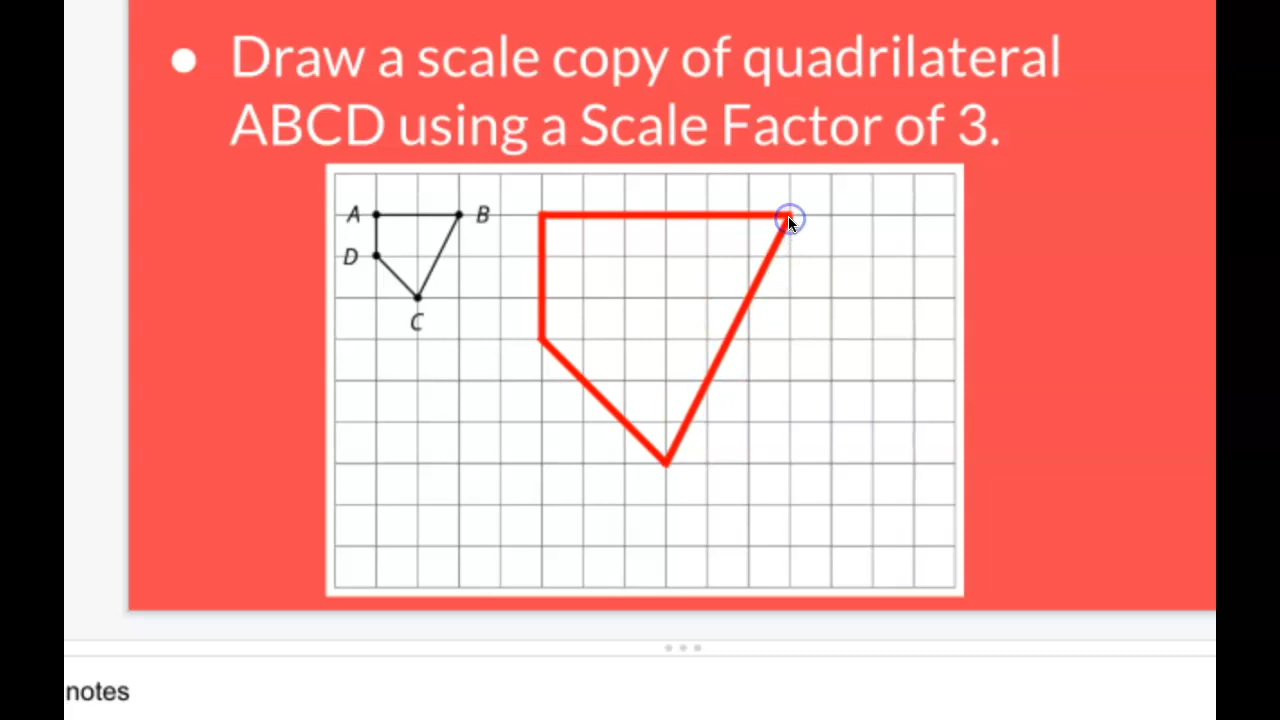 Draw a scale copy of quadrilateral
ABCD using a Scale Factor of 3.
A
B
D
C
notes